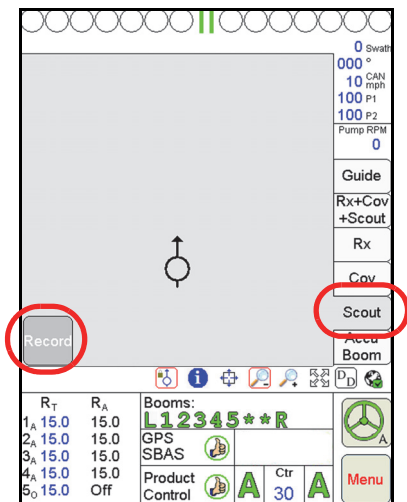 0 Swath
000 °
10 CAN mph
100 P1
100 P2
Pump RPM
0
Guide
Rx+Cov
+Scout
Rx
Cov
Scout
Record
Accu
Boom
i
DD
RT RA
1A 15.0 15.0
2A 15.0 15.0
3A 15.0 15.0
4A 15.0 15.0
5O 15.0 Off
Booms:
L12345**R
GPS
SBAS
Product
Control
A
Ctr
30
A
A
Menu